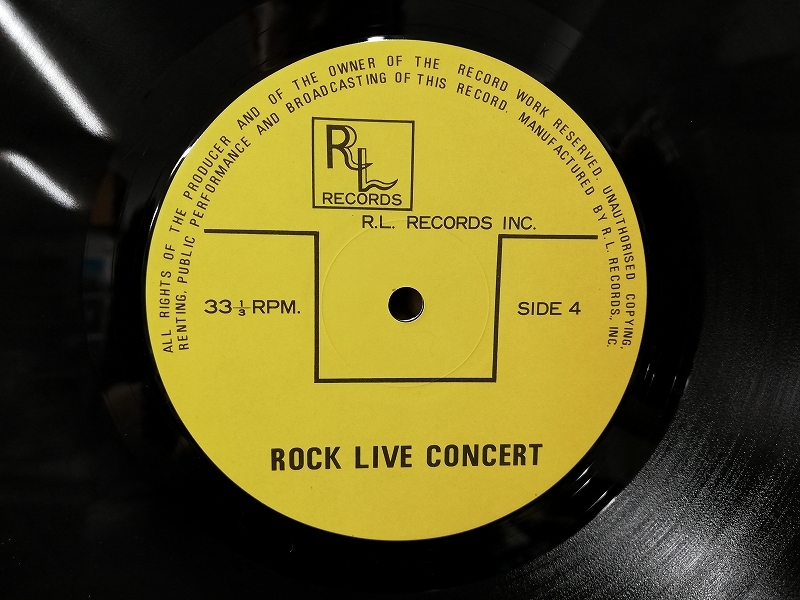 ALL RIGHTS OF THE PRODUCER AND OF THE OWNER OF THE RECORD WORK RESERVED. UNAUTHORISED COPYING,
RENTING, PUBLIC PERFORMANCE AND BROADCASTING OF THIS RECORD. MANUFACTURED BY R.L. RECORDS, INC.
RL
RECORDS
R.L. RECORDS INC.
33⅓ RPM.
SIDE 4
ROCK LIVE CONCERT